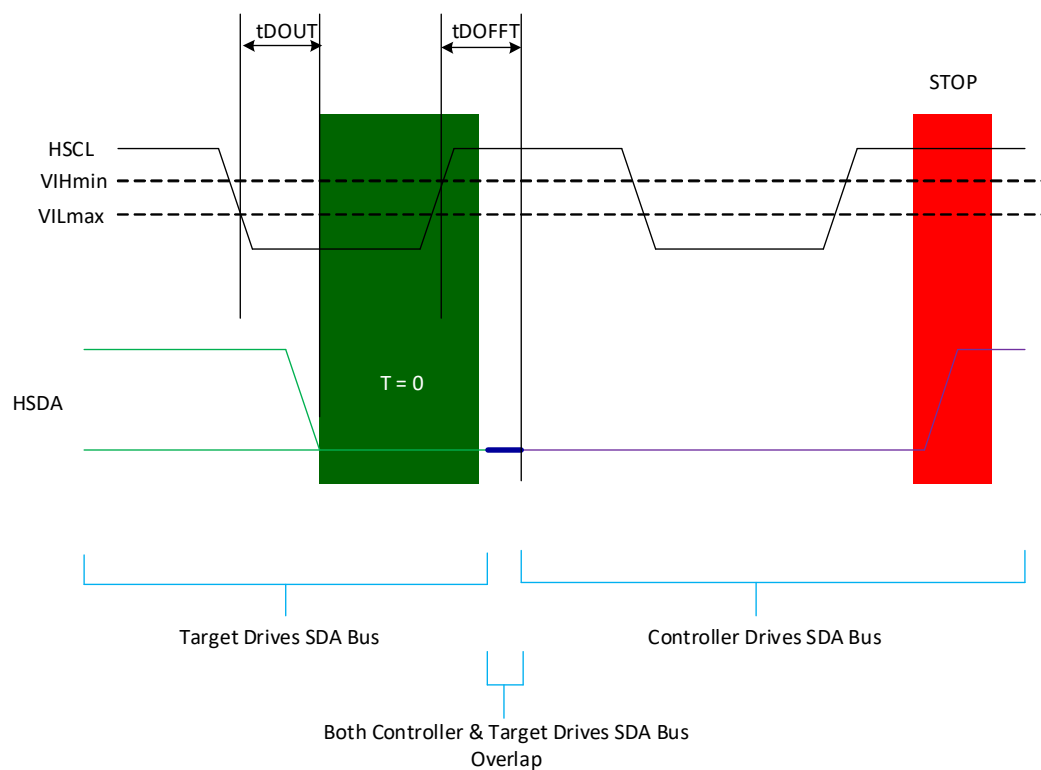 tDOUT
tDOFFT
STOP
HSCL
VIHmin
VILmax
T = 0
HSDA
Target Drives SDA Bus
Controller Drives SDA Bus
Both Controller & Target Drives SDA Bus
Overlap